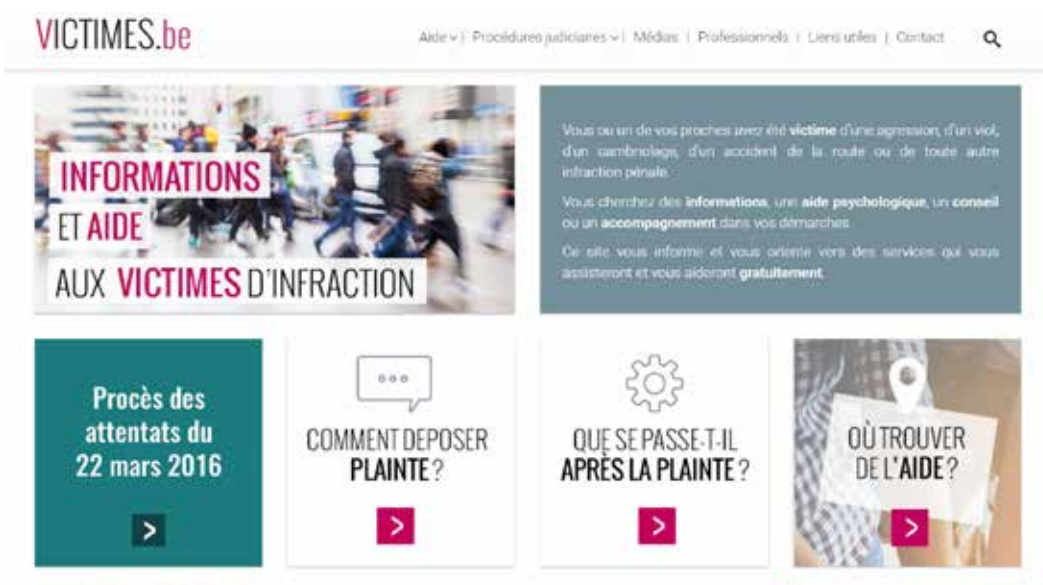 VICTIMES.be
Aide | Procédures judiciaires | Médias | Professionnels | Liens utiles | Contact
INFORMATIONS
ET AIDE
AUX VICTIMES D'INFRACTION
Vous ou un de vos proches avez été victime d'une agression, d'un viol,
d'un cambriolage, d'un accident de la route ou de toute autre
infraction pénale.
Vous cherchez des informations, une aide psychologique, un conseil
ou un accompagnement dans vos démarches
Ce site vous informe et vous oriente vers des services qui vous
assisteront et vous aideront gratuitement.
Procès des
attentats du
22 mars 2016
COMMENT DEPOSER
PLAINTE ?
QUE SE PASSE-T-IL
APRÈS LA PLAINTE ?
OÙ TROUVER
DE L'AIDE ?